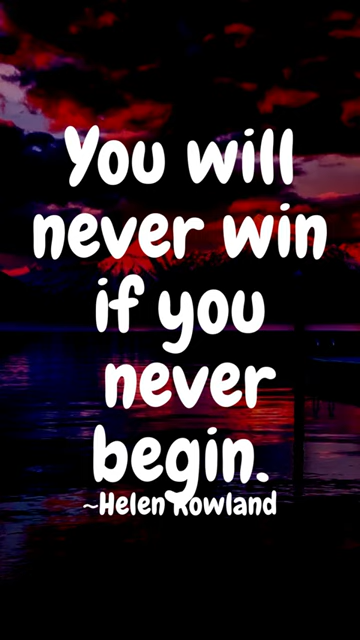 You will
never win
if you
never
begin.
~Helen Rowland